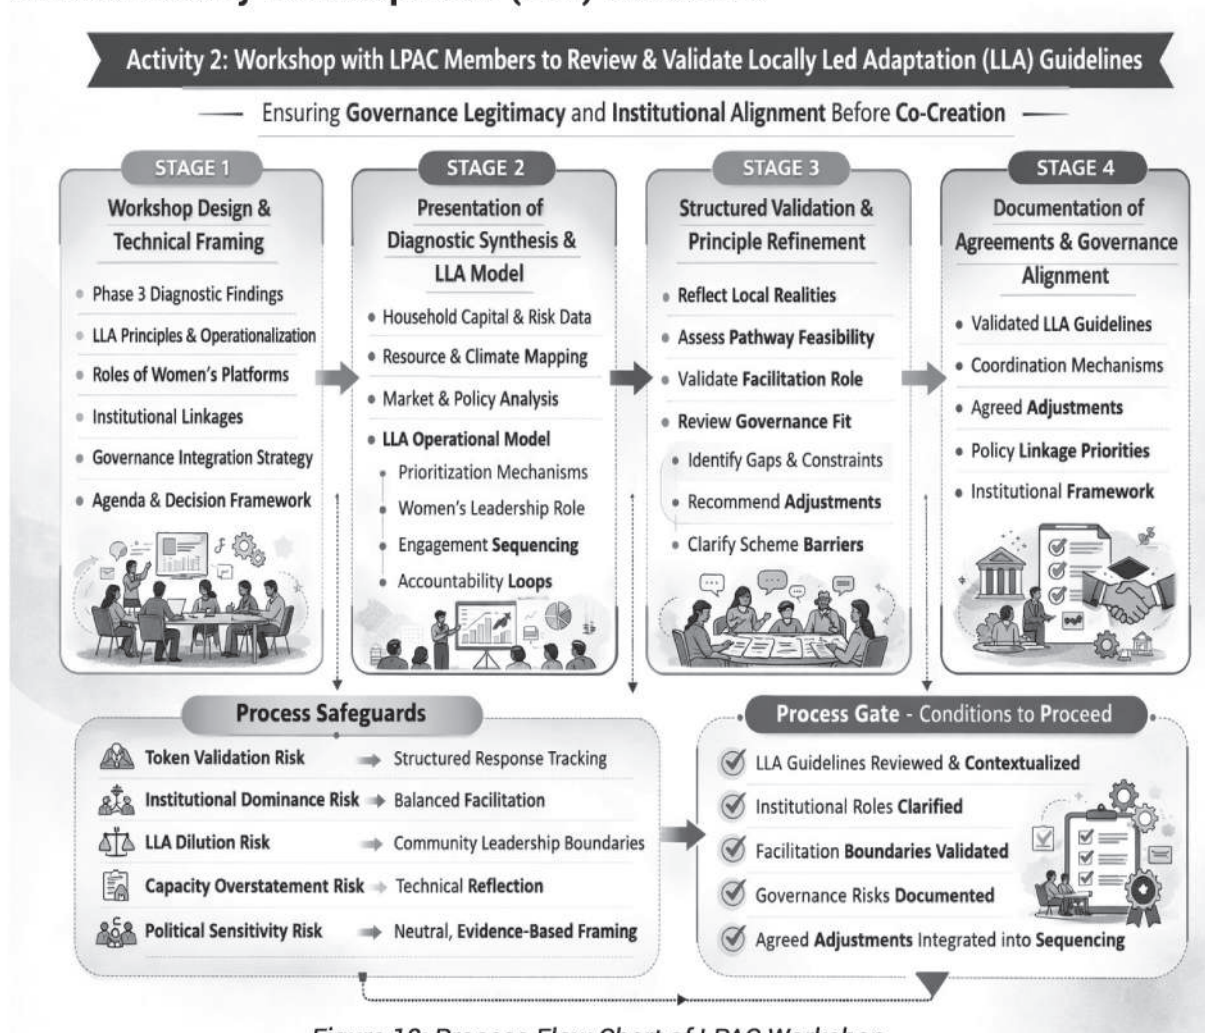 Activity 2: Workshop with LPAC Members to Review & Validate Locally Led Adaptation (LLA) Guidelines
Ensuring Governance Legitimacy and Institutional Alignment Before Co-Creation
STAGE 1
Workshop Design &
Technical Framing
Phase 3 Diagnostic Findings
LLA Principles & Operationalization
Roles of Women's Platforms
Institutional Linkages
Governance Integration Strategy
Agenda & Decision Framework
STAGE 2
Presentation of
Diagnostic Synthesis &
LLA Model
Household Capital & Risk Data
Resource & Climate Mapping
Market & Policy Analysis
LLA Operational Model
Prioritization Mechanisms
Women's Leadership Role
Engagement Sequencing
Accountability Loops
STAGE 3
Structured Validation &
Principle Refinement
Reflect Local Realities
Assess Pathway Feasibility
Validate Facilitation Role
Review Governance Fit
Identify Gaps & Constraints
Recommend Adjustments
Clarify Scheme Barriers
STAGE 4
Documentation of
Agreements & Governance
Alignment
Validated LLA Guidelines
Coordination Mechanisms
Agreed Adjustments
Policy Linkage Priorities
Institutional Framework
Process Safeguards
Token Validation Risk → Structured Response Tracking
Institutional Dominance Risk → Balanced Facilitation
LLA Dilution Risk → Community Leadership Boundaries
Capacity Overstatement Risk → Technical Reflection
Political Sensitivity Risk → Neutral, Evidence-Based Framing
Process Gate - Conditions to Proceed
LLA Guidelines Reviewed & Contextualized
Institutional Roles Clarified
Facilitation Boundaries Validated
Governance Risks Documented
Agreed Adjustments Integrated into Sequencing
Figure 10: Process Flow Chart of LPAC Workshop